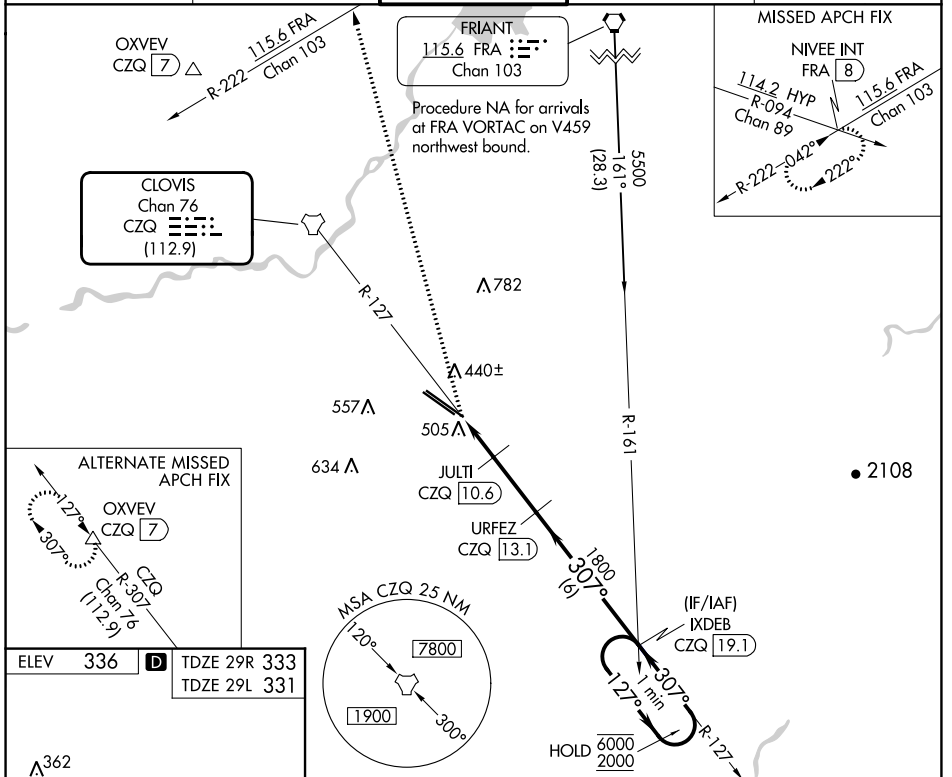 OXVEV
CZQ 7
115.6 FRA
R-222
Chan 103
FRIANT
115.6 FRA
Chan 103
Procedure NA for arrivals
at FRA VORTAC on V459
northwest bound.
MISSED APCH FIX
NIVEE INT
FRA 8
114.2 HYP
R-094
Chan 89
115.6 FRA
Chan 103
R-222
042°
222°
5500
161°
(28.3)
CLOVIS
Chan 76
CZQ
(112.9)
R-127
782
440±
557
505
634
R-161
2108
JULTI
CZQ 10.6
URFEZ
CZQ 13.1
1800
307°
(6)
(IF/IAF)
IXDEB
CZQ 19.1
1 min
307°
127°
R-127
HOLD 6000
2000
ALTERNATE MISSED
APCH FIX
OXVEV
CZQ 7
127°
307°
CZQ
R-307
Chan 76
(112.9)
MSA CZQ 25 NM
120°
7800
1900
300°
ELEV 336
D
TDZE 29R 333
TDZE 29L 331
362